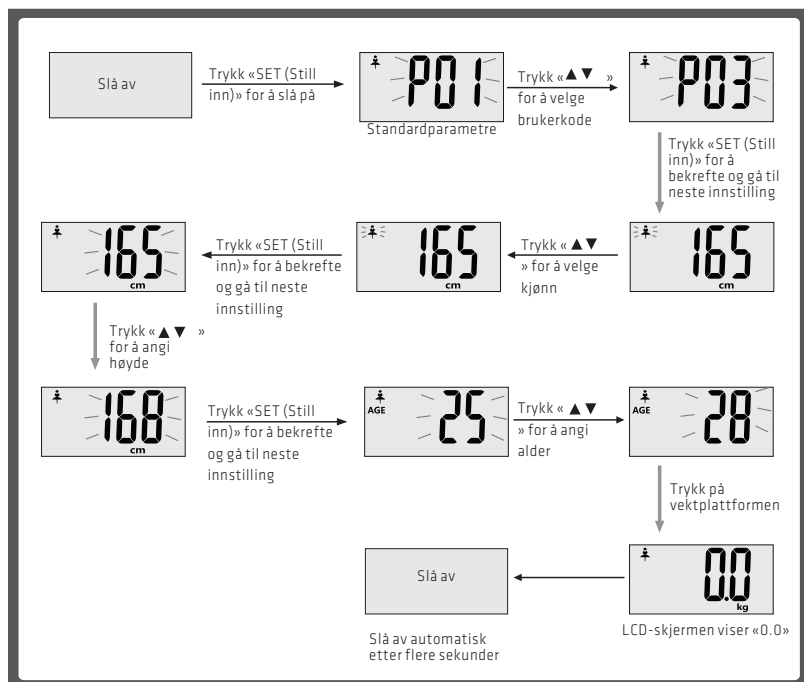 Slå av
Trykk «SET (Still
inn)» for å slå på
P01
Standardparametre
Trykk «▲ ▼ »
for å velge
brukerkode
P03
Trykk «SET (Still
inn)» for å
bekrefte og gå til
neste innstilling
165
cm
Trykk « ▲ ▼
» for å velge
kjønn
165
cm
Trykk «SET (Still
inn)» for å bekrefte
og gå til neste
innstilling
165
cm
Trykk « ▲ ▼ »
for å angi
høyde
168
cm
Trykk «SET (Still
inn)» for å bekrefte
og gå til neste
innstilling
AGE
25
Trykk « ▲ ▼
» for å angi
alder
AGE
28
Trykk på
vektplattformen
0.0
kg
LCD-skjermen viser «0.0»
Slå av
Slå av automatisk
etter flere sekunder